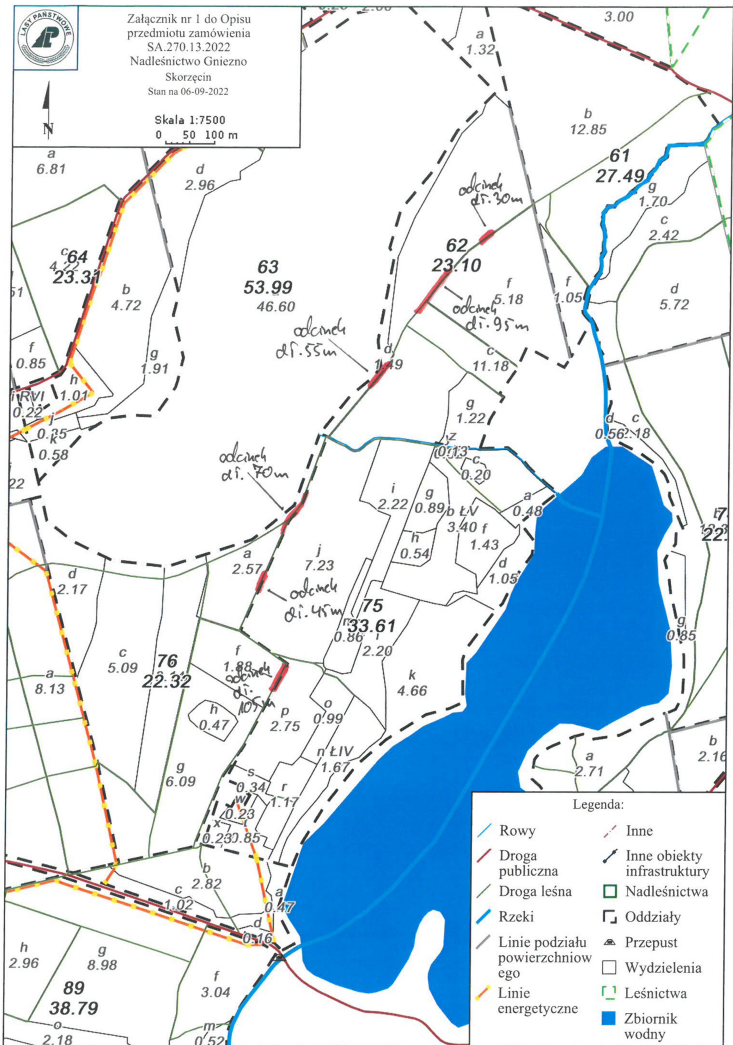 LASY PAŃSTWOWE
Załącznik nr 1 do Opisu
przedmiotu zamówienia
SA.270.13.2022
Nadleśnictwo Gniezno
Skorzęcin
Stan na 06-09-2022
N
Skala 1:7500
0 50 100 m
a
1.32
3.00
b
12.85
a
6.81
d
2.96
61
27.49
g
1.70
odcinek
dł. 30m
c
2.42
62
23.10
c
64
23.31
63
53.99
46.60
b
4.72
f
5.18
f
1.05
d
5.72
odcinek
dł. 95m
odcinek
dł. 55m
f
0.85
g
1.91
d
c
11.18
h
1.01
RVI
0.22
k
0.58
g
1.22
d
0.56
c
odcinek
dł. 70m
c
0.20
i
2.22
g
0.89
b ŁV
3.40
a
0.48
f
1.43
h
0.54
a
2.57
j
7.23
d
1.05
d
2.17
odcinek
dł. 45m
75
33.61
0.86
2.20
g
0.85
c
5.09
76
22.32
f
1.88
odcinek
dł.
105m
k
4.66
a
8.13
h
0.47
p
2.75
o
0.99
n ŁIV
1.67
g
6.09
s
0.34
r
1.17
w
0.23
x
0.23
0.85
a
2.71
b
2.16
b
2.82
c
1.02
a
0.47
d
0.16
h
2.96
g
8.98
f
3.04
89
38.79
o
2.18
m
0.52
Legenda:
Rowy
Droga
publiczna
Droga leśna
Rzeki
Linie podziału
powierzchniow
ego
Linie
energetyczne
Inne
Inne obiekty
infrastruktury
Nadleśnictwa
Oddziały
Przepust
Wydzielenia
Leśnictwa
Zbiornik
wodny